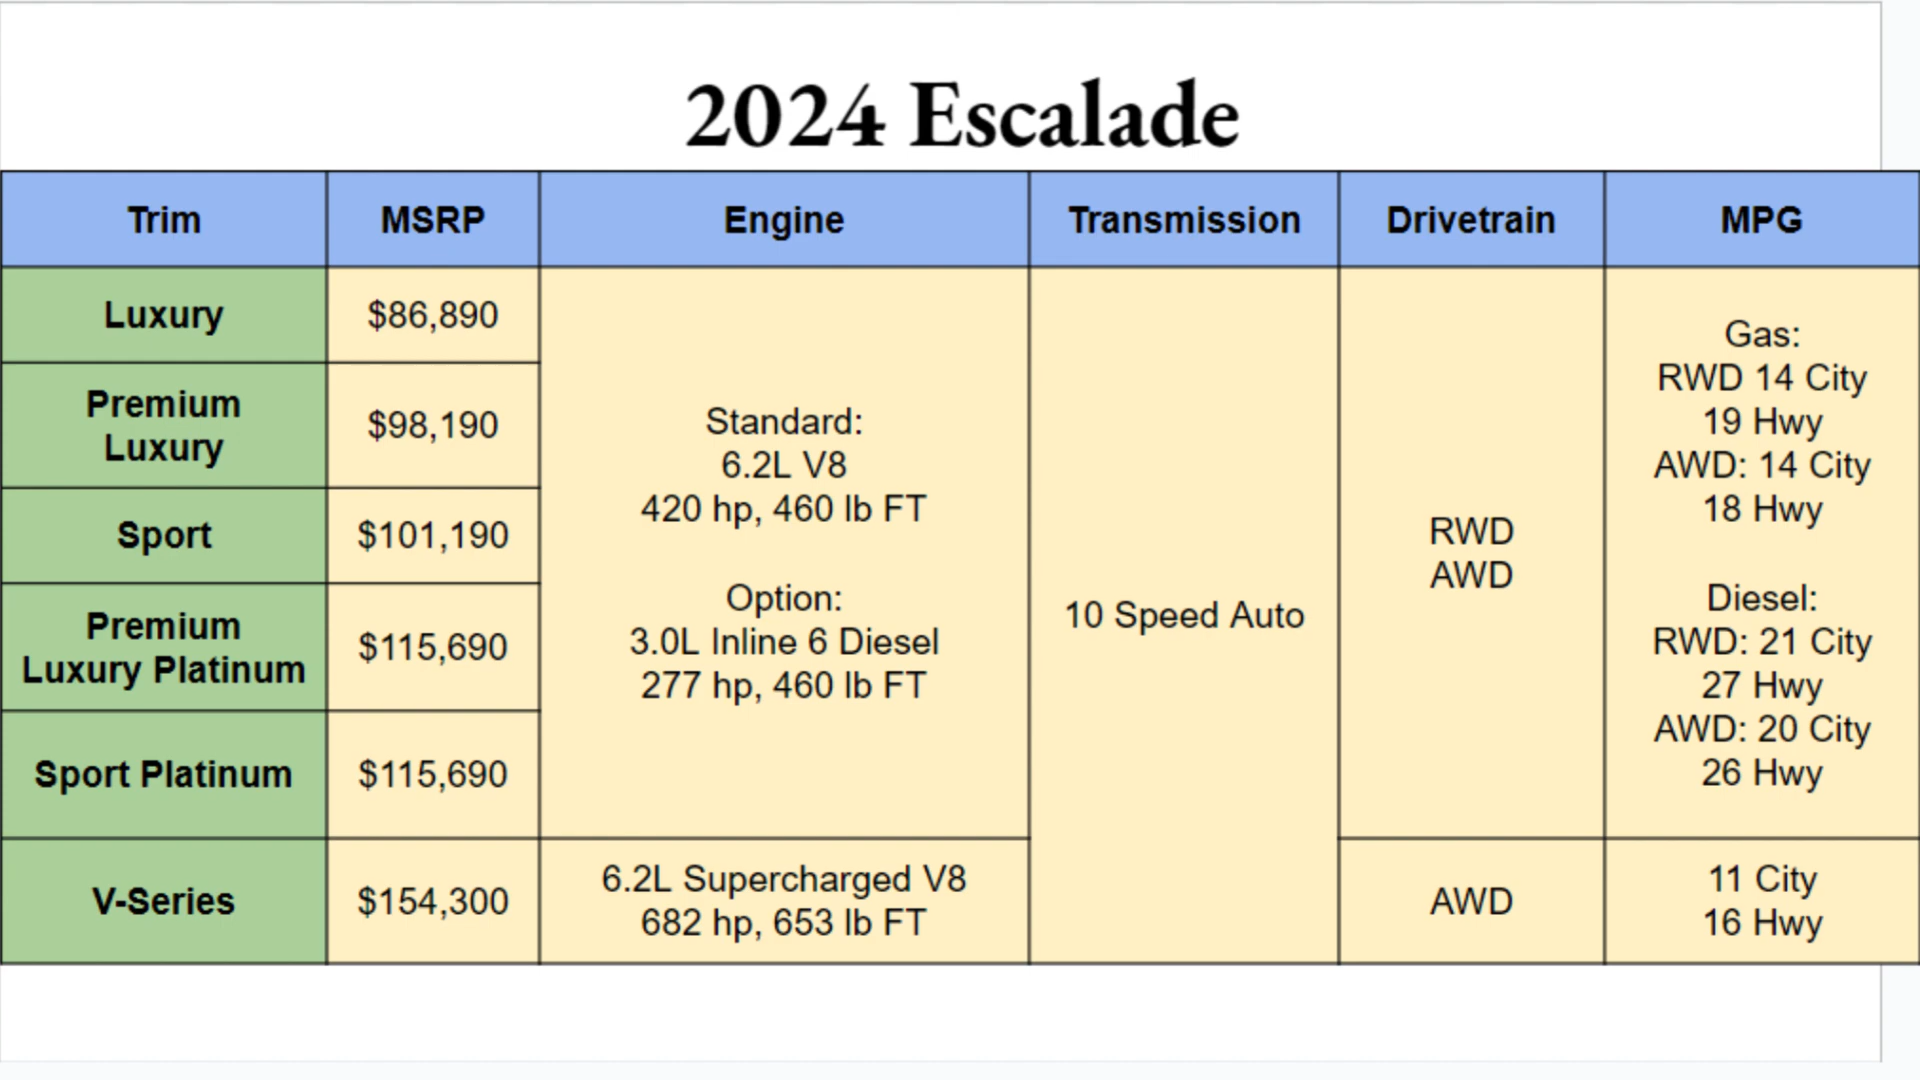 2024 Escalade
Trim
MSRP
Engine
Transmission
Drivetrain
MPG
Luxury
$86,890
Premium
Luxury
$98,190
Sport
$101,190
Premium
Luxury Platinum
$115,690
Sport Platinum
$115,690
Standard:
6.2L V8
420 hp, 460 lb FT
Option:
3.0L Inline 6 Diesel
277 hp, 460 lb FT
10 Speed Auto
RWD
AWD
Gas:
RWD 14 City
19 Hwy
AWD: 14 City
18 Hwy
Diesel:
RWD: 21 City
27 Hwy
AWD: 20 City
26 Hwy
V-Series
$154,300
6.2L Supercharged V8
682 hp, 653 lb FT
AWD
11 City
16 Hwy